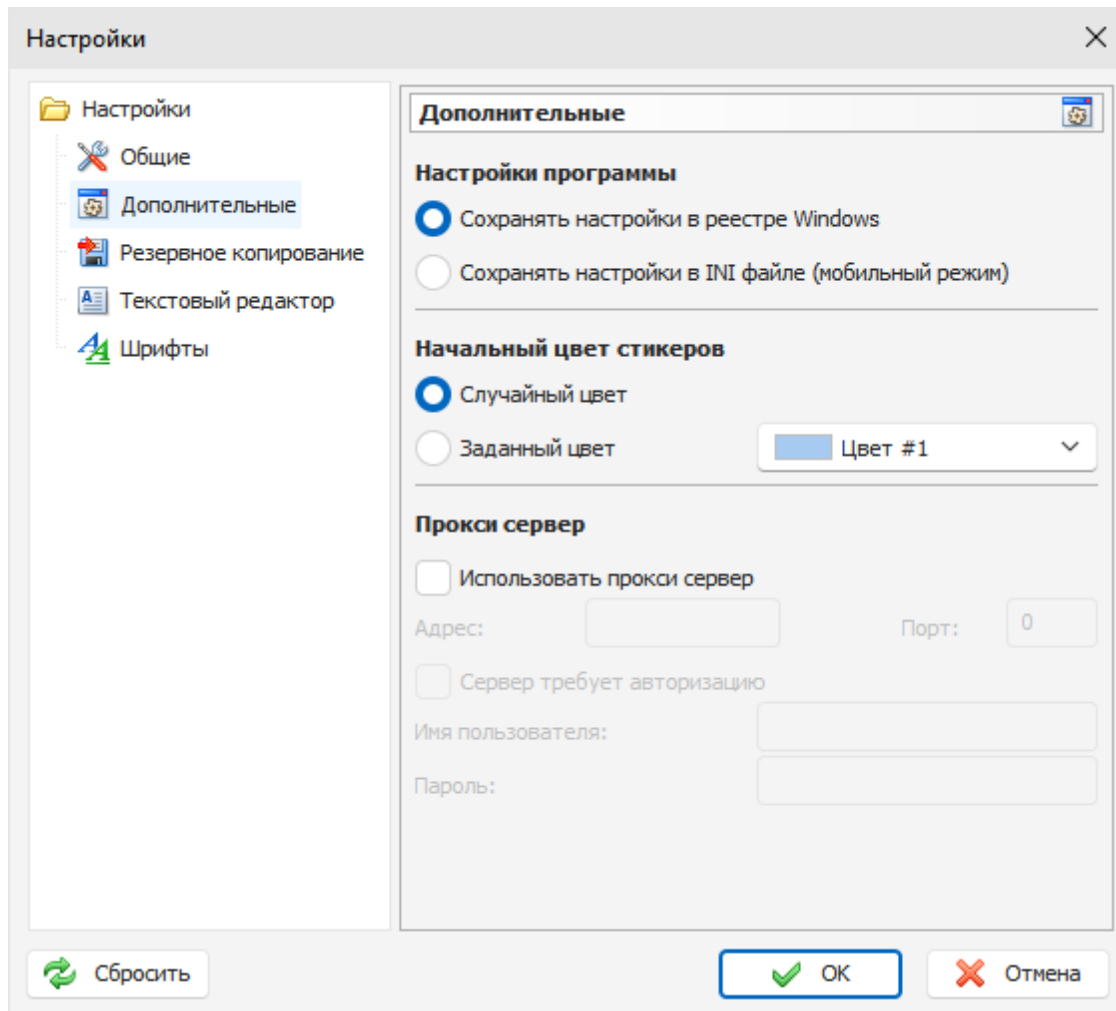 Настройки
Настройки
Общие
Дополнительные
Резервное копирование
Текстовый редактор
Шрифты
Дополнительные
Настройки программы
Сохранять настройки в реестре Windows
Сохранять настройки в INI файле (мобильный режим)
Начальный цвет стикеров
Случайный цвет
Заданный цвет Цвет #1
Прокси сервер
Использовать прокси сервер
Адрес: Порт: 0
Сервер требует авторизацию
Имя пользователя:
Пароль:
Сбросить OK Отмена